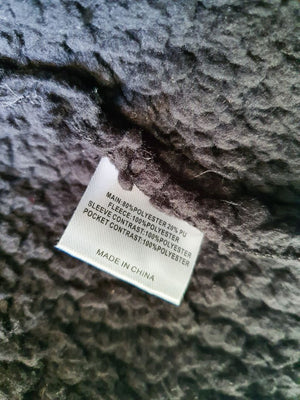 MAIN:80%POLYESTER 20% PU
FLEECE:100%POLYESTER
SLEEVE CONTRAST:100%POLYESTER
POCKET CONTRAST:100%POLYESTER
MADE IN CHINA